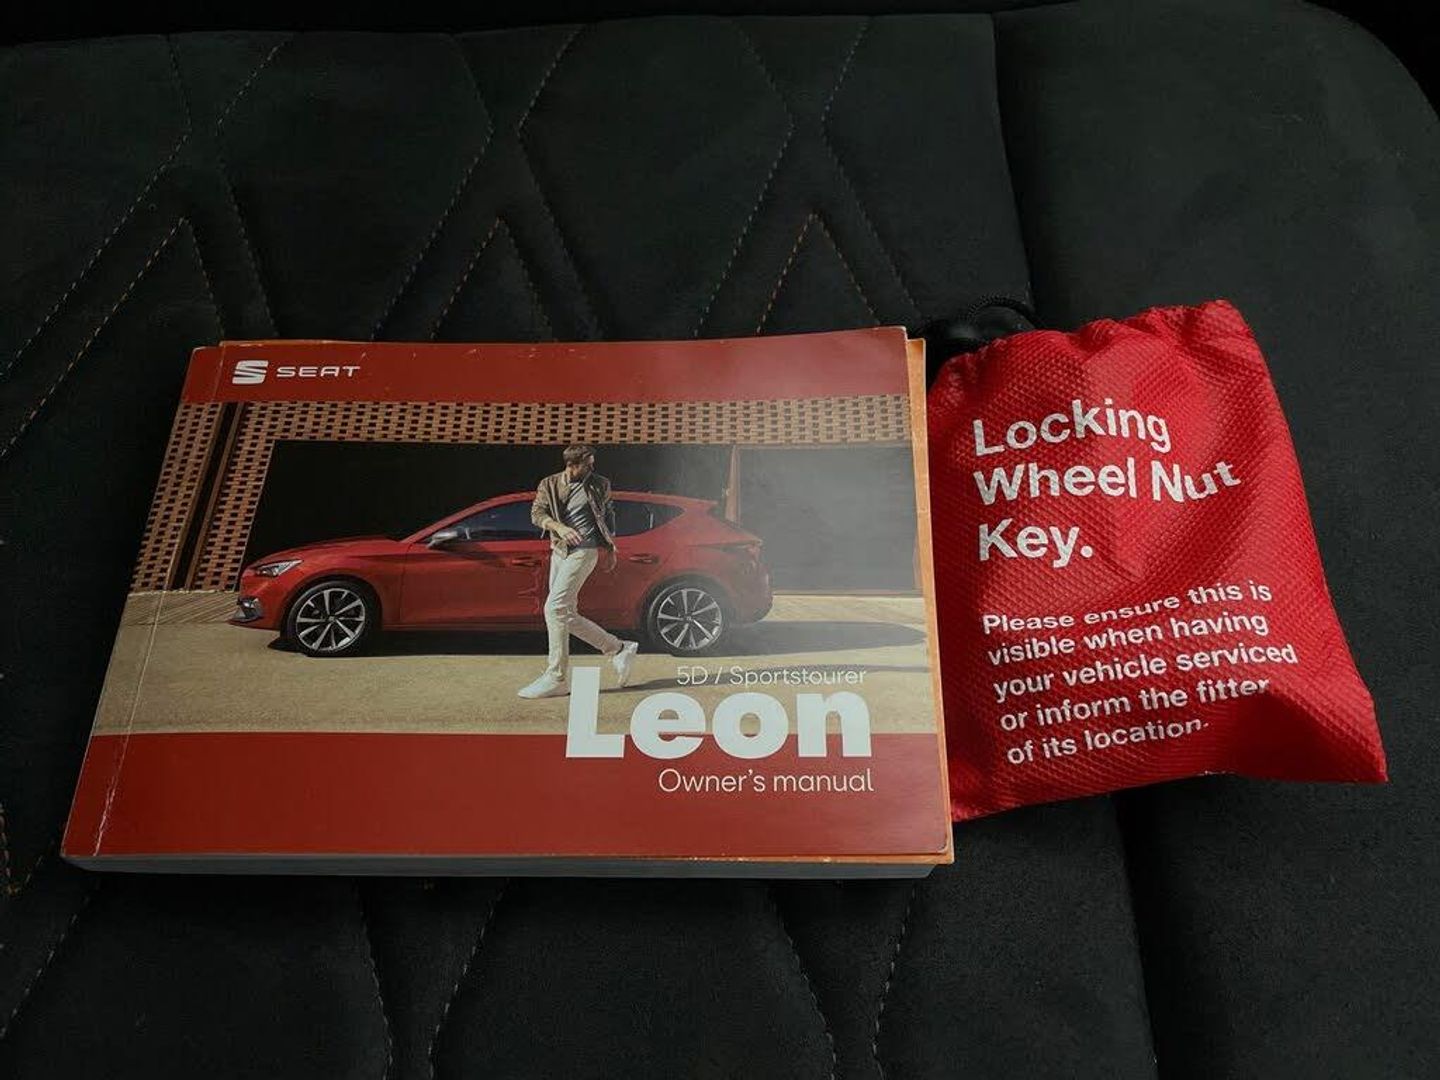 SEAT
5D / Sportstourer
Leon
Owner's manual
Locking
Wheel Nut
Key.
Please ensure this is
visible when having
your vehicle serviced
or inform the fitter
of its location.